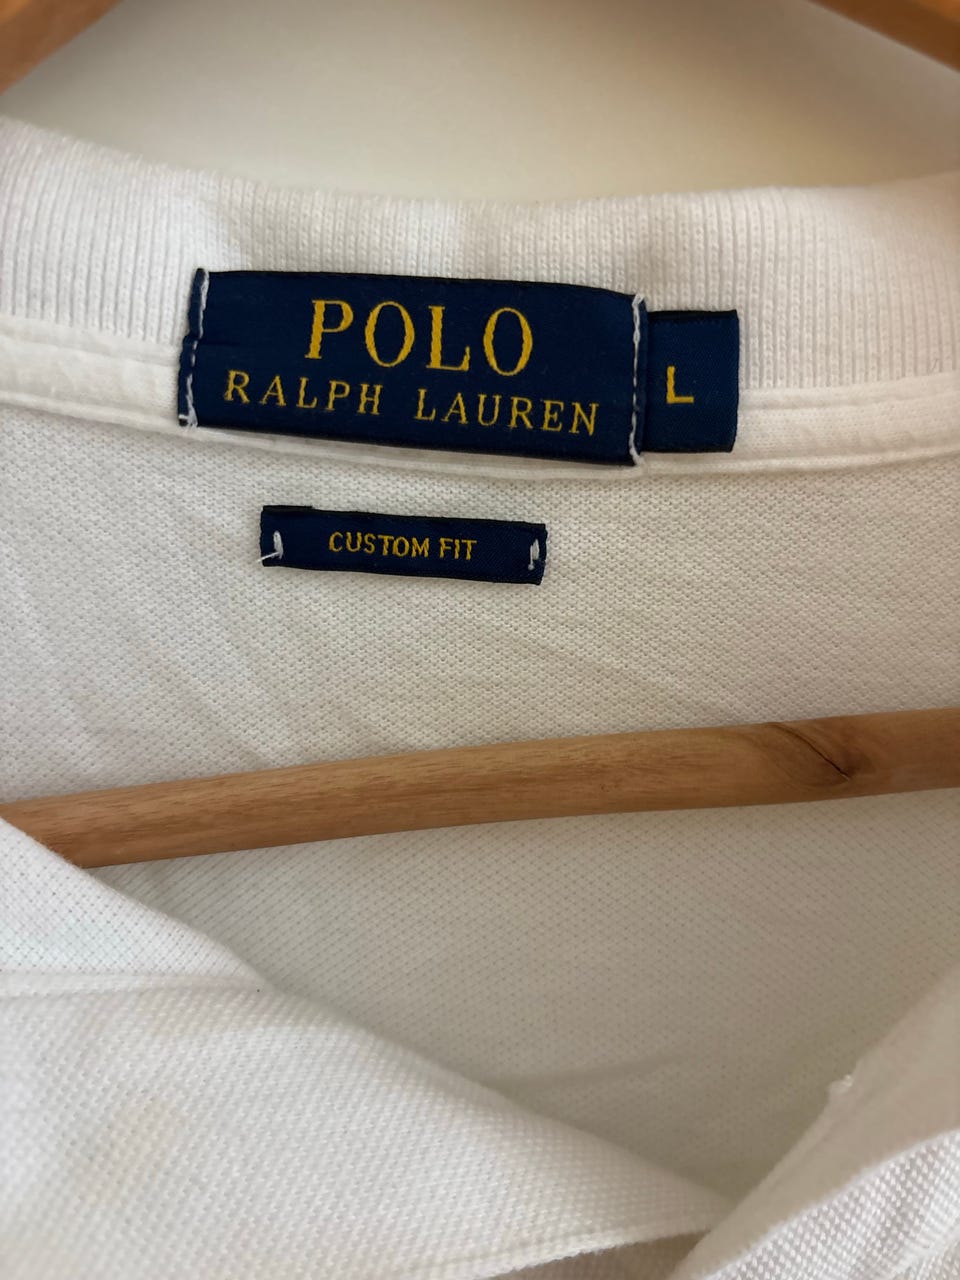 POLO
RALPH LAUREN
L
CUSTOM FIT